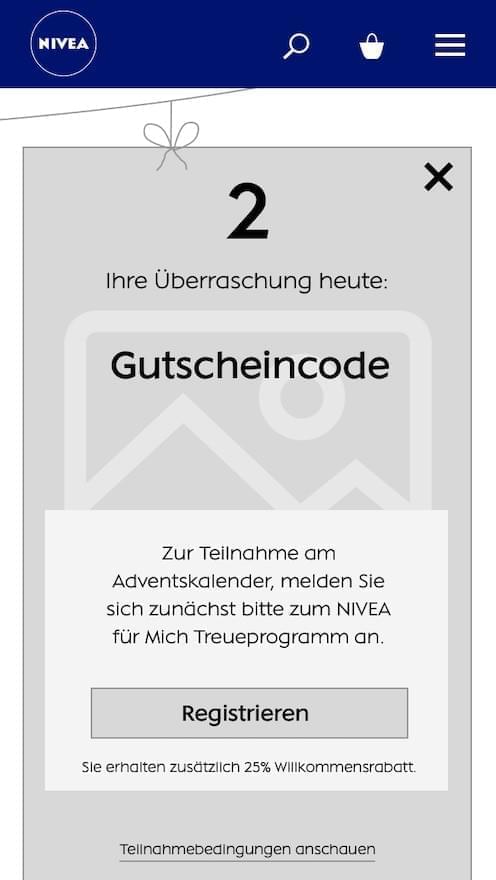 NIVEA
2
Ihre Überraschung heute:
Gutscheincode
Zur Teilnahme am
Adventskalender, melden Sie
sich zunächst bitte zum NIVEA
für Mich Treueprogramm an.
Registrieren
Sie erhalten zusätzlich 25% Willkommensrabatt.
Teilnahmebedingungen anschauen